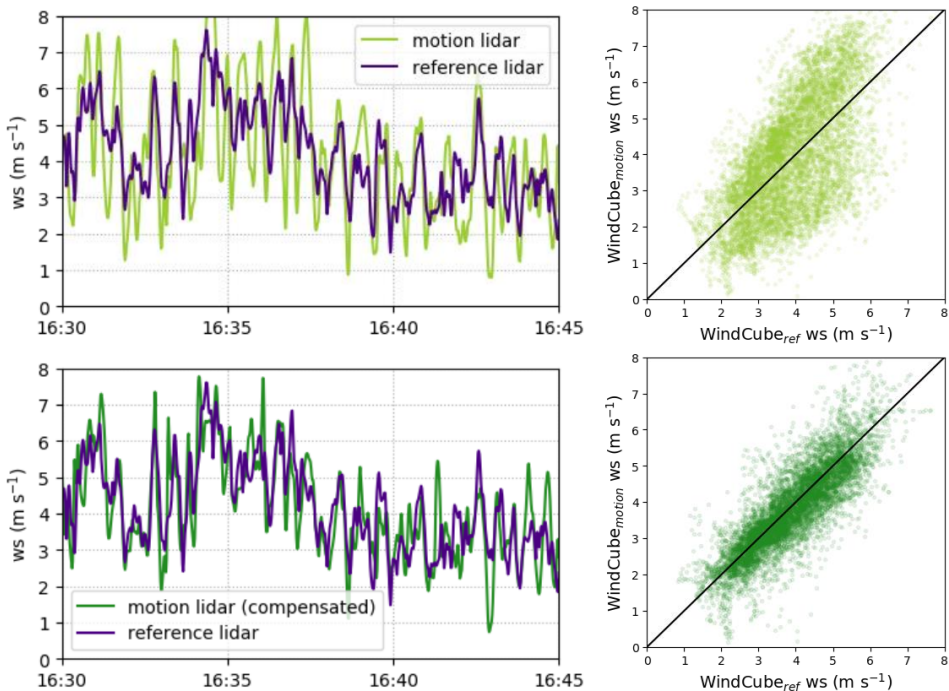 8
7
6
5
4
3
2
1
0
ws (m s⁻¹)
motion lidar
reference lidar
16:30 16:35 16:40 16:45
8
7
6
5
4
3
2
1
0
WindCube_motion ws (m s⁻¹)
0 1 2 3 4 5 6 7 8
WindCube_ref ws (m s⁻¹)
8
7
6
5
4
3
2
1
0
ws (m s⁻¹)
motion lidar (compensated)
reference lidar
16:30 16:35 16:40 16:45
8
7
6
5
4
3
2
1
0
WindCube_motion ws (m s⁻¹)
0 1 2 3 4 5 6 7 8
WindCube_ref ws (m s⁻¹)